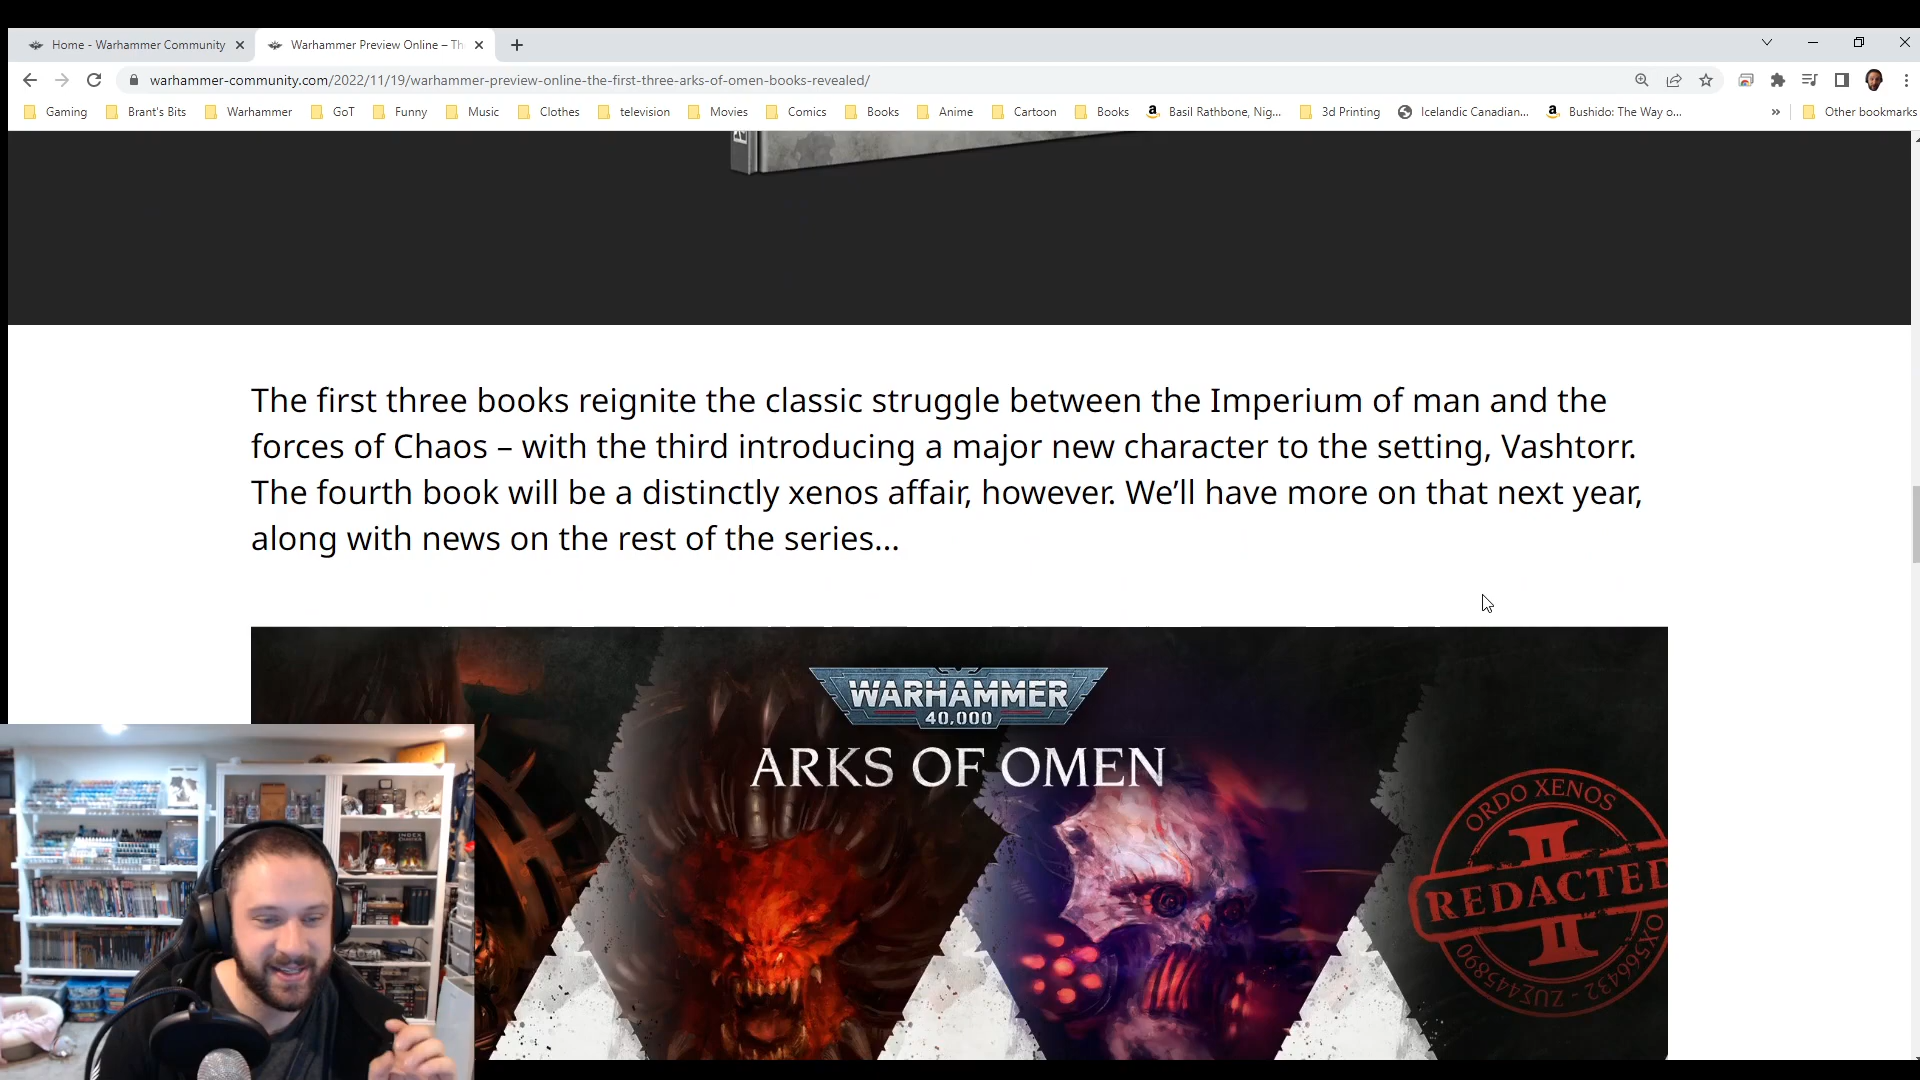 Home - Warhammer Community
Warhammer Preview Online – Th
warhammer-community.com/2022/11/19/warhammer-preview-online-the-first-three-arks-of-omen-books-revealed/
Gaming Brant's Bits Warhammer GoT Funny Music Clothes television Movies Comics Books Anime Cartoon Books Basil Rathbone, Nig... 3d Printing Icelandic Canadian... Bushido: The Way o... » Other bookmarks
The first three books reignite the classic struggle between the Imperium of man and the
forces of Chaos – with the third introducing a major new character to the setting, Vashtorr.
The fourth book will be a distinctly xenos affair, however. We’ll have more on that next year,
along with news on the rest of the series...
WARHAMMER
40,000
ARKS OF OMEN
ORDO XENOS
REDACTED